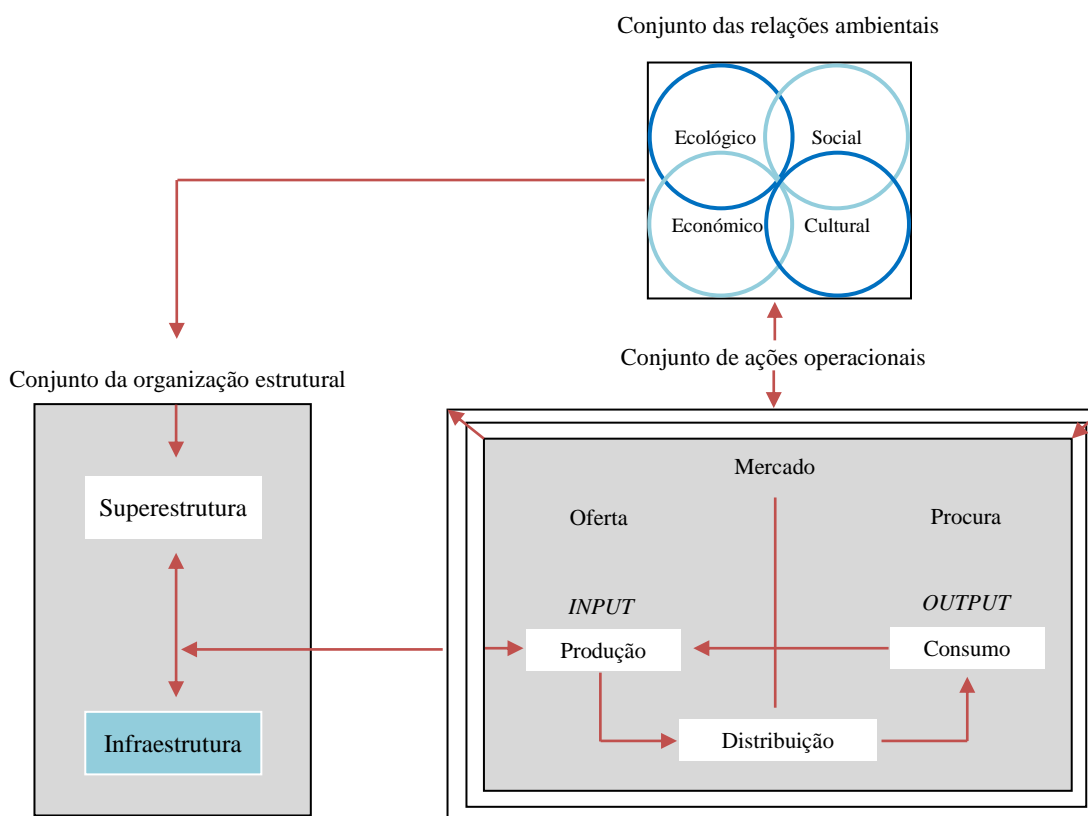 Conjunto das relações ambientais
Ecológico
Social
Económico
Cultural
Conjunto de ações operacionais
Conjunto da organização estrutural
Superestrutura
Infraestrutura
Mercado
Oferta
Procura
INPUT
OUTPUT
Produção
Consumo
Distribuição